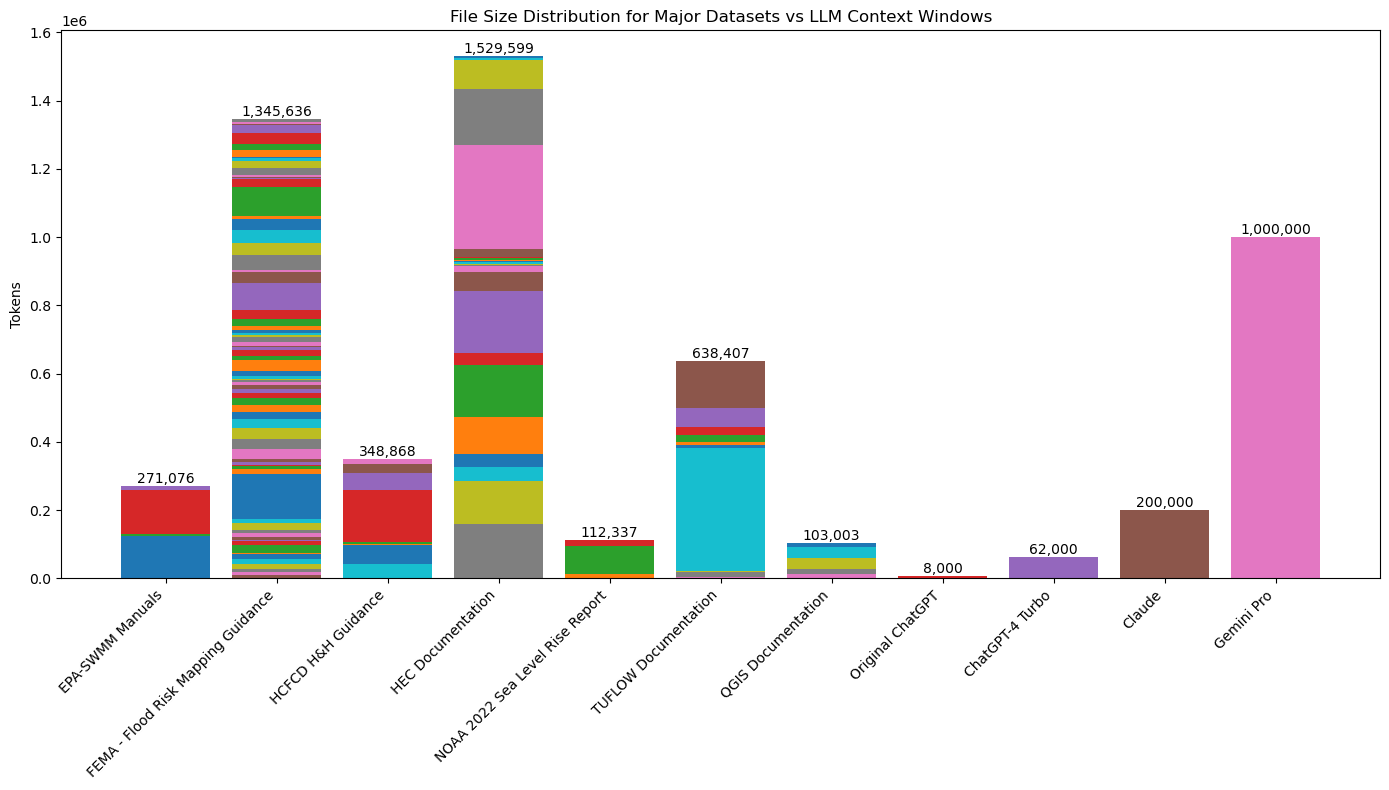 File Size Distribution for Major Datasets vs LLM Context Windows
1e6
1.6
1.4
1.2
1.0
0.8
0.6
0.4
0.2
0.0
Tokens
271,076
1,345,636
348,868
1,529,599
112,337
638,407
103,003
8,000
62,000
200,000
1,000,000
EPA-SWMM Manuals
FEMA - Flood Risk Mapping Guidance
HCFCD H&H Guidance
HEC Documentation
NOAA 2022 Sea Level Rise Report
TUFLOW Documentation
QGIS Documentation
Original ChatGPT
ChatGPT-4 Turbo
Claude
Gemini Pro